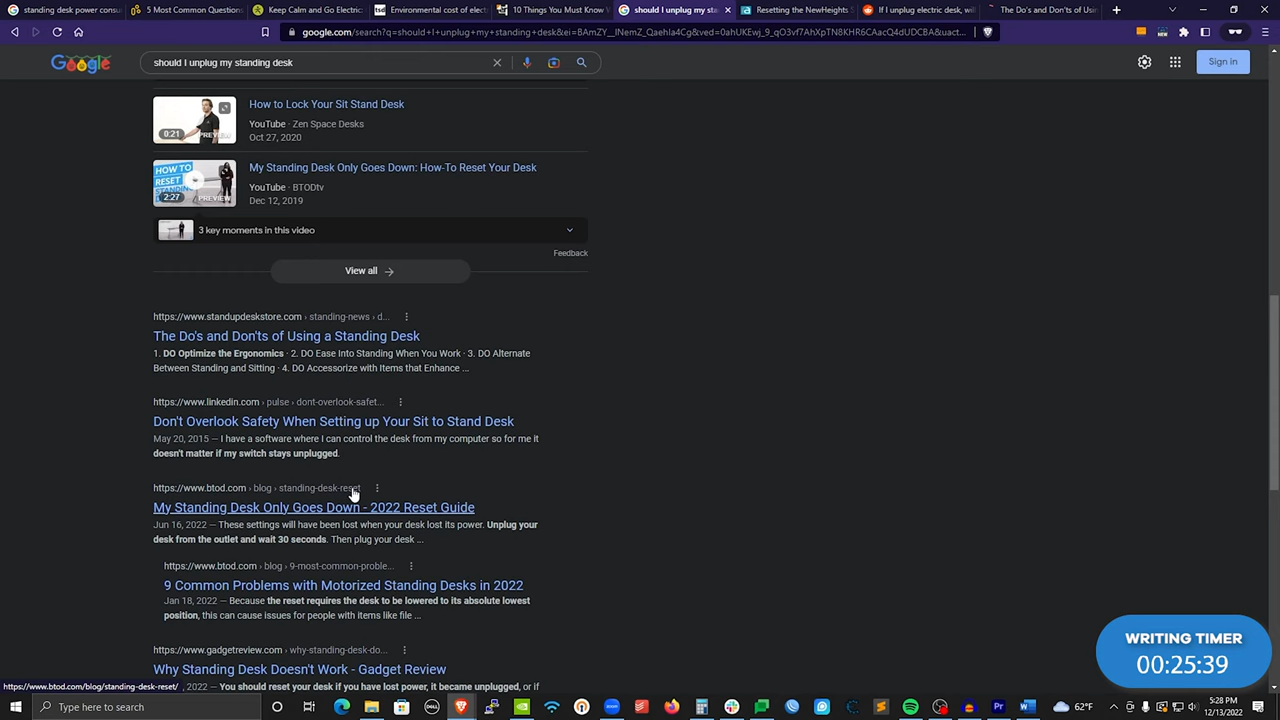 standing desk power consu
5 Most Common Questions
Keep Calm and Go Electric
Environmental cost of elect
10 Things You Must Know
should I unplug my stan
Resetting the NewHeights S
If I unplug electric desk, will
The Do's and Don'ts of Usin
Google
should I unplug my standing desk
Sign in
How to Lock Your Sit Stand Desk
YouTube · Zen Space Desks
Oct 27, 2020
0:21
PREVIEW
My Standing Desk Only Goes Down: How-To Reset Your Desk
YouTube · BTODtv
Dec 12, 2019
HOW TO
RESET
2:27
PREVIEW
3 key moments in this video
Feedback
View all
https://www.standupdeskstore.com › standing-news › d...
The Do's and Don'ts of Using a Standing Desk
1. DO Optimize the Ergonomics · 2. DO Ease Into Standing When You Work · 3. DO Alternate
Between Standing and Sitting · 4. DO Accessorize with Items that Enhance ...
https://www.linkedin.com › pulse › dont-overlook-safet...
Don't Overlook Safety When Setting up Your Sit to Stand Desk
May 20, 2015 — I have a software where I can control the desk from my computer so for me it
doesn't matter if my switch stays unplugged.
https://www.btod.com › blog › standing-desk-reset
My Standing Desk Only Goes Down - 2022 Reset Guide
Jun 16, 2022 — These settings will have been lost when your desk lost its power. Unplug your
desk from the outlet and wait 30 seconds. Then plug your desk ...
https://www.btod.com › blog › 9-most-common-proble...
9 Common Problems with Motorized Standing Desks in 2022
Jan 18, 2022 — Because the reset requires the desk to be lowered to its absolute lowest
position, this can cause issues for people with items like file ...
https://www.gadgetreview.com › why-standing-desk-do...
Why Standing Desk Doesn't Work - Gadget Review
, 2022 — You should reset your desk if you have lost power, it became unplugged, or if
https://www.btod.com/blog/standing-desk-reset/
WRITING TIMER
00:25:39
Type here to search
62°F
5:28 PM
12/13/2022